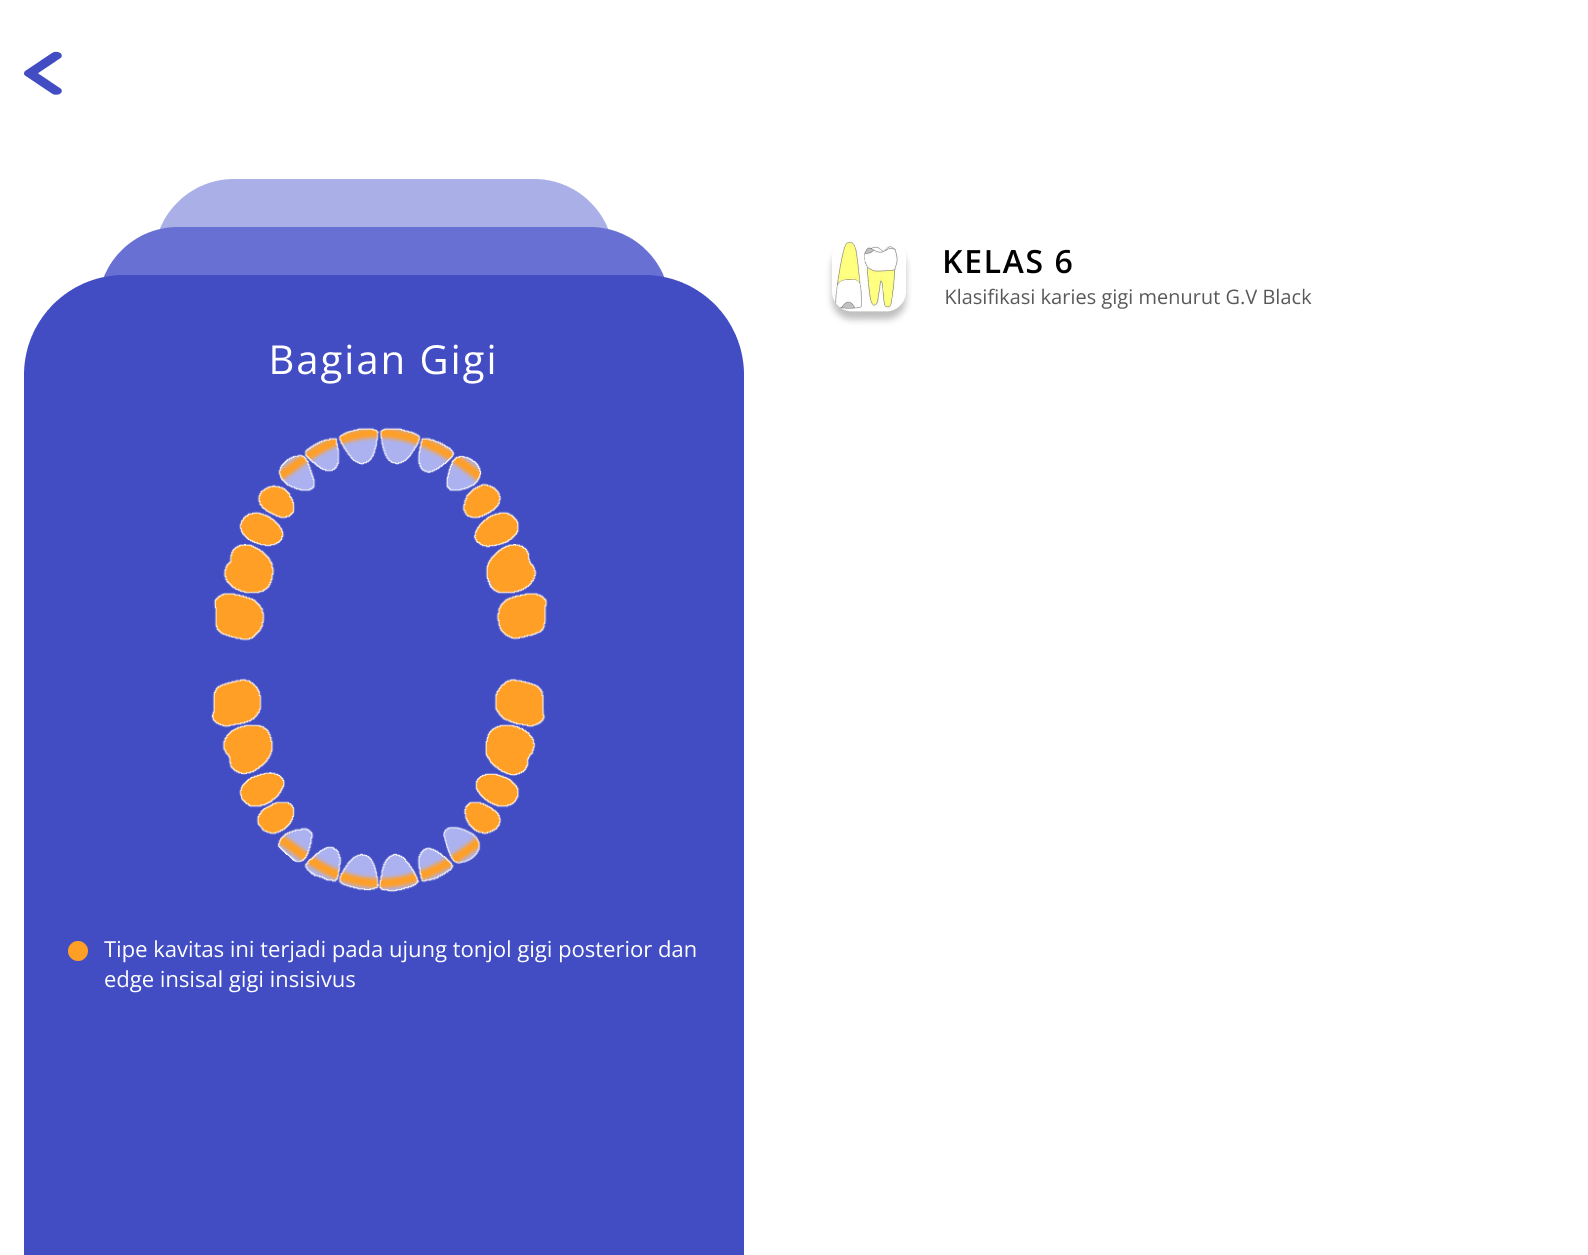 Bagian Gigi
Tipe kavitas ini terjadi pada ujung tonjol gigi posterior dan
edge insisal gigi insisivus
KELAS 6
Klasifikasi karies gigi menurut G.V Black